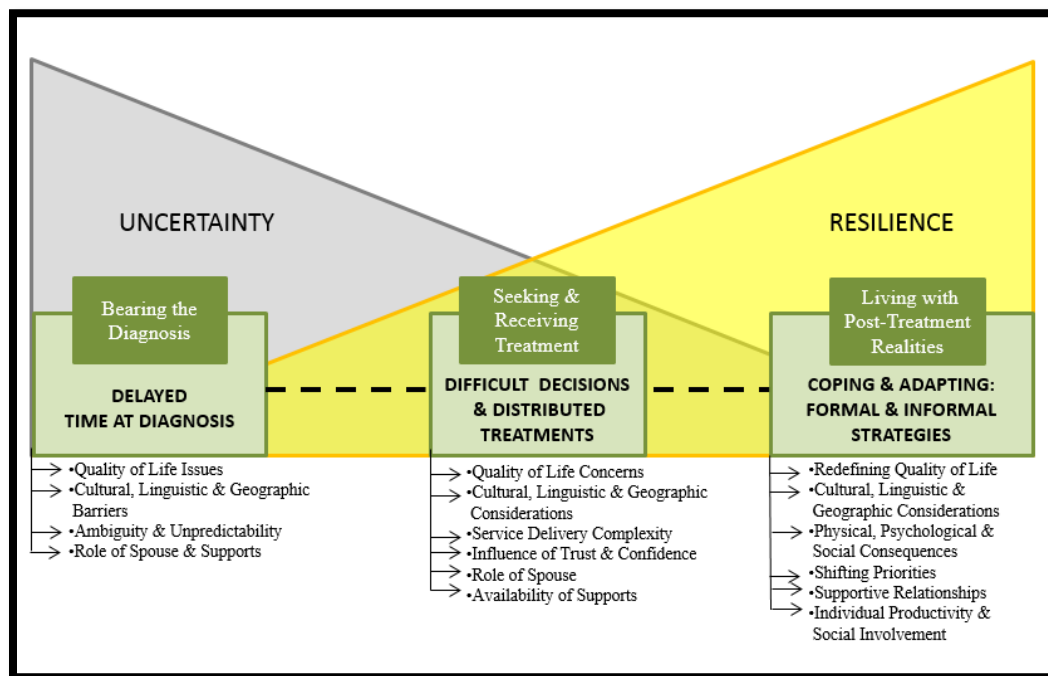 UNCERTAINTY
RESILIENCE
Bearing the
Diagnosis
DELAYED
TIME AT DIAGNOSIS
•Quality of Life Issues
•Cultural, Linguistic & Geographic
Barriers
•Ambiguity & Unpredictability
•Role of Spouse & Supports
Seeking &
Receiving
Treatment
DIFFICULT DECISIONS
& DISTRIBUTED
TREATMENTS
•Quality of Life Concerns
•Cultural, Linguistic & Geographic
Considerations
•Service Delivery Complexity
•Influence of Trust & Confidence
•Role of Spouse
•Availability of Supports
Living with
Post-Treatment
Realities
COPING & ADAPTING:
FORMAL & INFORMAL
STRATEGIES
•Redefining Quality of Life
•Cultural, Linguistic &
Geographic Considerations
•Physical, Psychological &
Social Consequences
•Shifting Priorities
•Supportive Relationships
•Individual Productivity &
Social Involvement